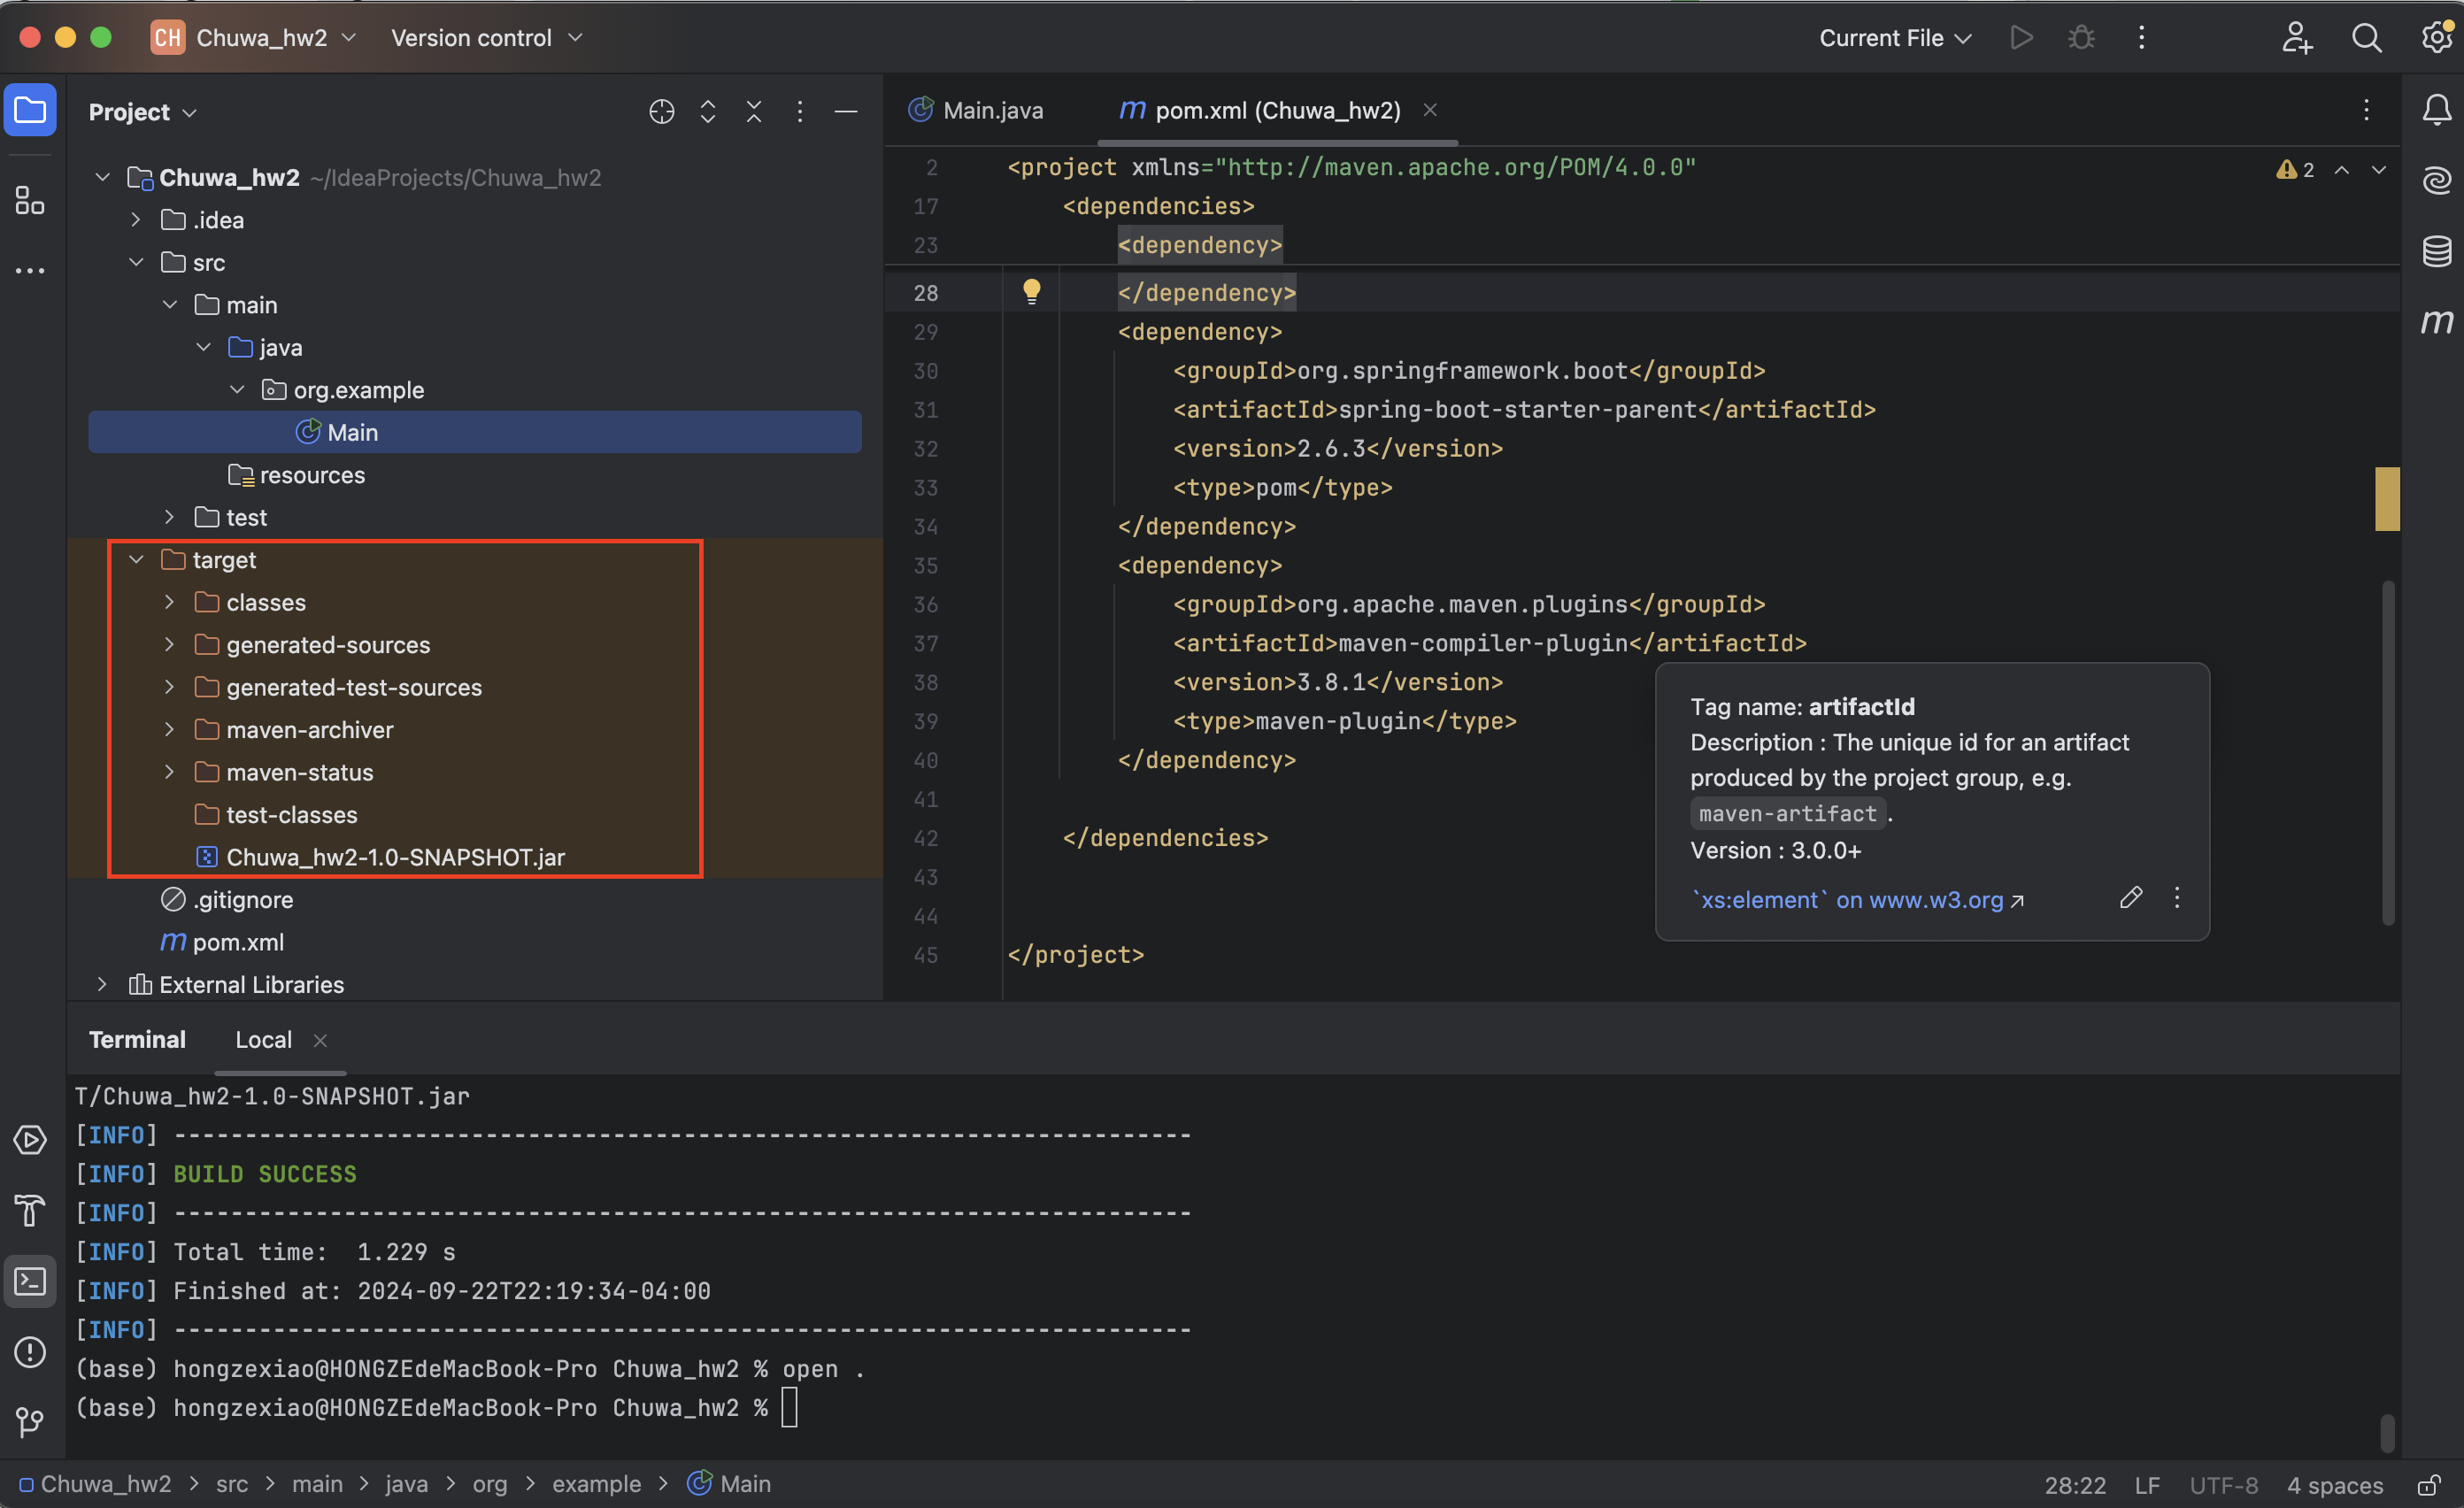 CH Chuwa_hw2 Version control Current File
Project
Chuwa_hw2 ~/IdeaProjects/Chuwa_hw2
.idea
src
main
java
org.example
Main
resources
test
target
classes
generated-sources
generated-test-sources
maven-archiver
maven-status
test-classes
Chuwa_hw2-1.0-SNAPSHOT.jar
.gitignore
m pom.xml
External Libraries
Main.java m pom.xml (Chuwa_hw2)
2 <project xmlns="http://maven.apache.org/POM/4.0.0" 2
17 <dependencies>
23 <dependency>
28 </dependency>
29 <dependency>
30 <groupId>org.springframework.boot</groupId>
31 <artifactId>spring-boot-starter-parent</artifactId>
32 <version>2.6.3</version>
33 <type>pom</type>
34 </dependency>
35 <dependency>
36 <groupId>org.apache.maven.plugins</groupId>
37 <artifactId>maven-compiler-plugin</artifactId>
38 <version>3.8.1</version>
39 <type>maven-plugin</type>
40 </dependency>
41
42 </dependencies>
43
44
45 </project>
Tag name: artifactId
Description : The unique id for an artifact
produced by the project group, e.g.
maven-artifact.
Version : 3.0.0+
`xs:element` on www.w3.org
m
Terminal Local
T/Chuwa_hw2-1.0-SNAPSHOT.jar
[INFO] ------------------------------------------------------------------------
[INFO] BUILD SUCCESS
[INFO] ------------------------------------------------------------------------
[INFO] Total time:  1.229 s
[INFO] Finished at: 2024-09-22T22:19:34-04:00
[INFO] ------------------------------------------------------------------------
(base) hongzexiao@HONGZEdeMacBook-Pro Chuwa_hw2 % open .
(base) hongzexiao@HONGZEdeMacBook-Pro Chuwa_hw2 %
Chuwa_hw2 > src > main > java > org > example > Main 28:22 LF UTF-8 4 spaces